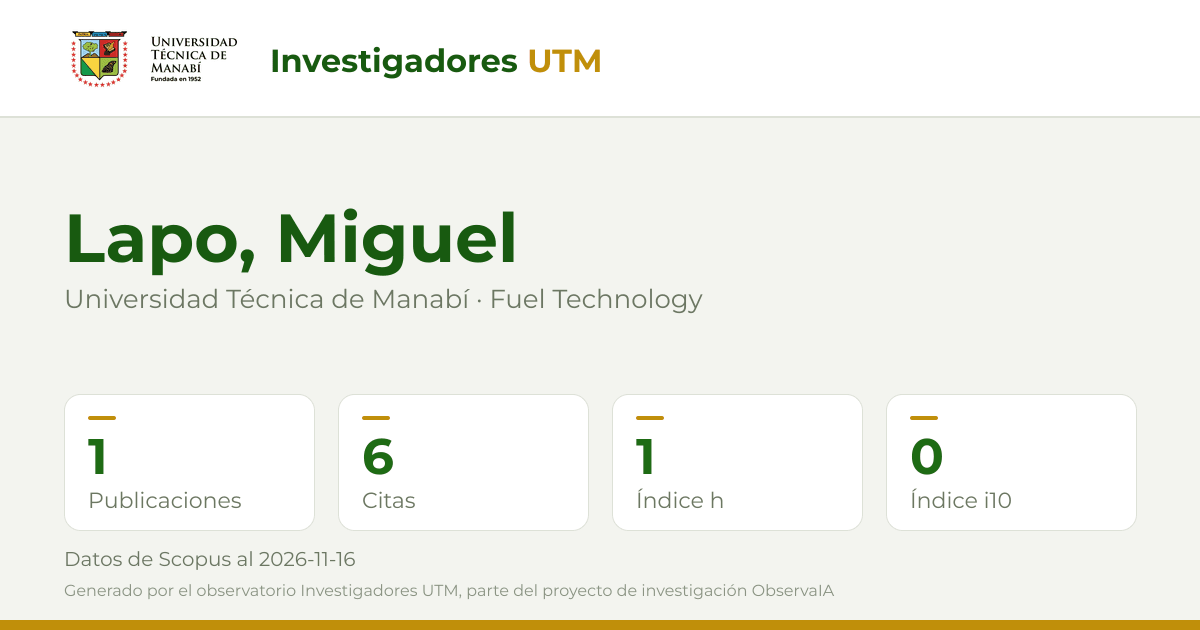 UNIVERSIDAD
TÉCNICA DE
MANABÍ
Fundada en 1952
Investigadores UTM
Lapo, Miguel
Universidad Técnica de Manabí · Fuel Technology
1
Publicaciones
6
Citas
1
Índice h
0
Índice i10
Datos de Scopus al 2026-11-16
Generado por el observatorio Investigadores UTM, parte del proyecto de investigación ObservaIA